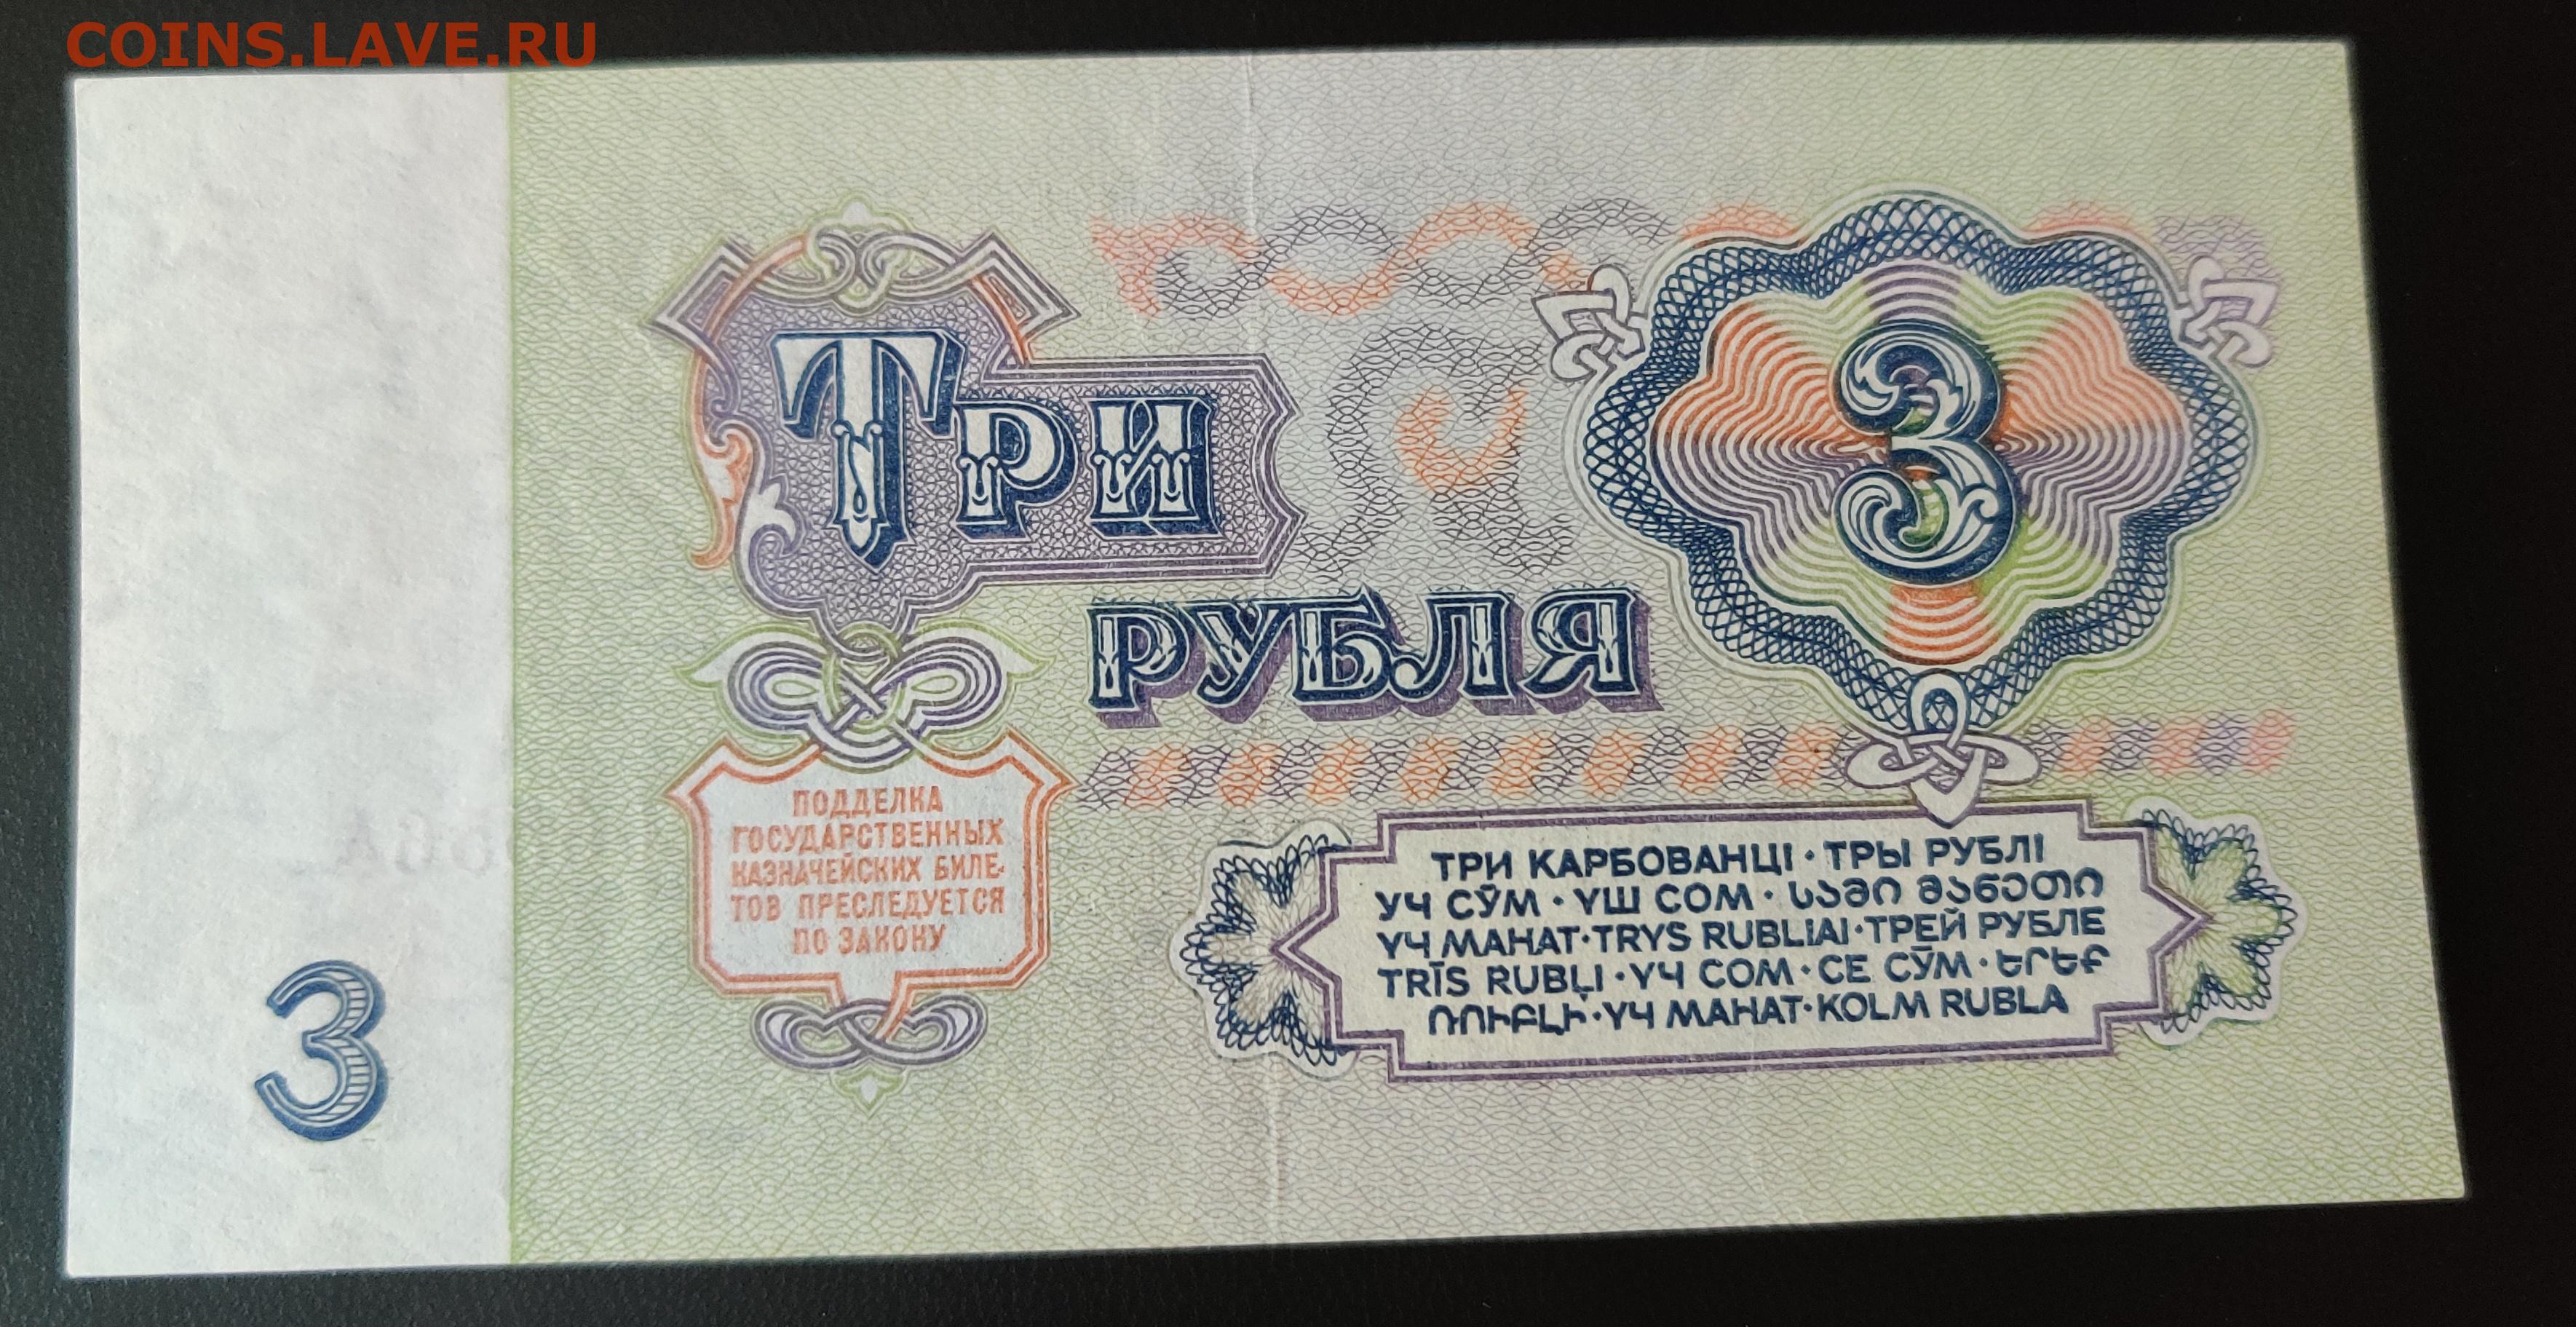 COINS.LAVE.RU
ТРИ
РУБЛЯ
3
ПОДДЕЛКА
ГОСУДАРСТВЕННЫХ
КАЗНАЧЕЙСКИХ БИЛЕ-
ТОВ ПРЕСЛЕДУЕТСЯ
ПО ЗАКОНУ
ТРИ КАРБОВАНЦІ · ТРЫ РУБЛІ
УЧ СЎМ · ҮШ СОМ · ᲡᲐᲛᲘ ᲛᲐᲜᲔᲗᲘ
ҮЧ МАНАТ · TRYS RUBLIAI · ТРЕЙ РУБЛЕ
TRĪS RUBĻI · ҮЧ СОМ · СЕ СӮМ · ԵՐԵՔ
ՌՈՒԲԼԻ · ҮЧ МАНАТ · KOLM RUBLA
3